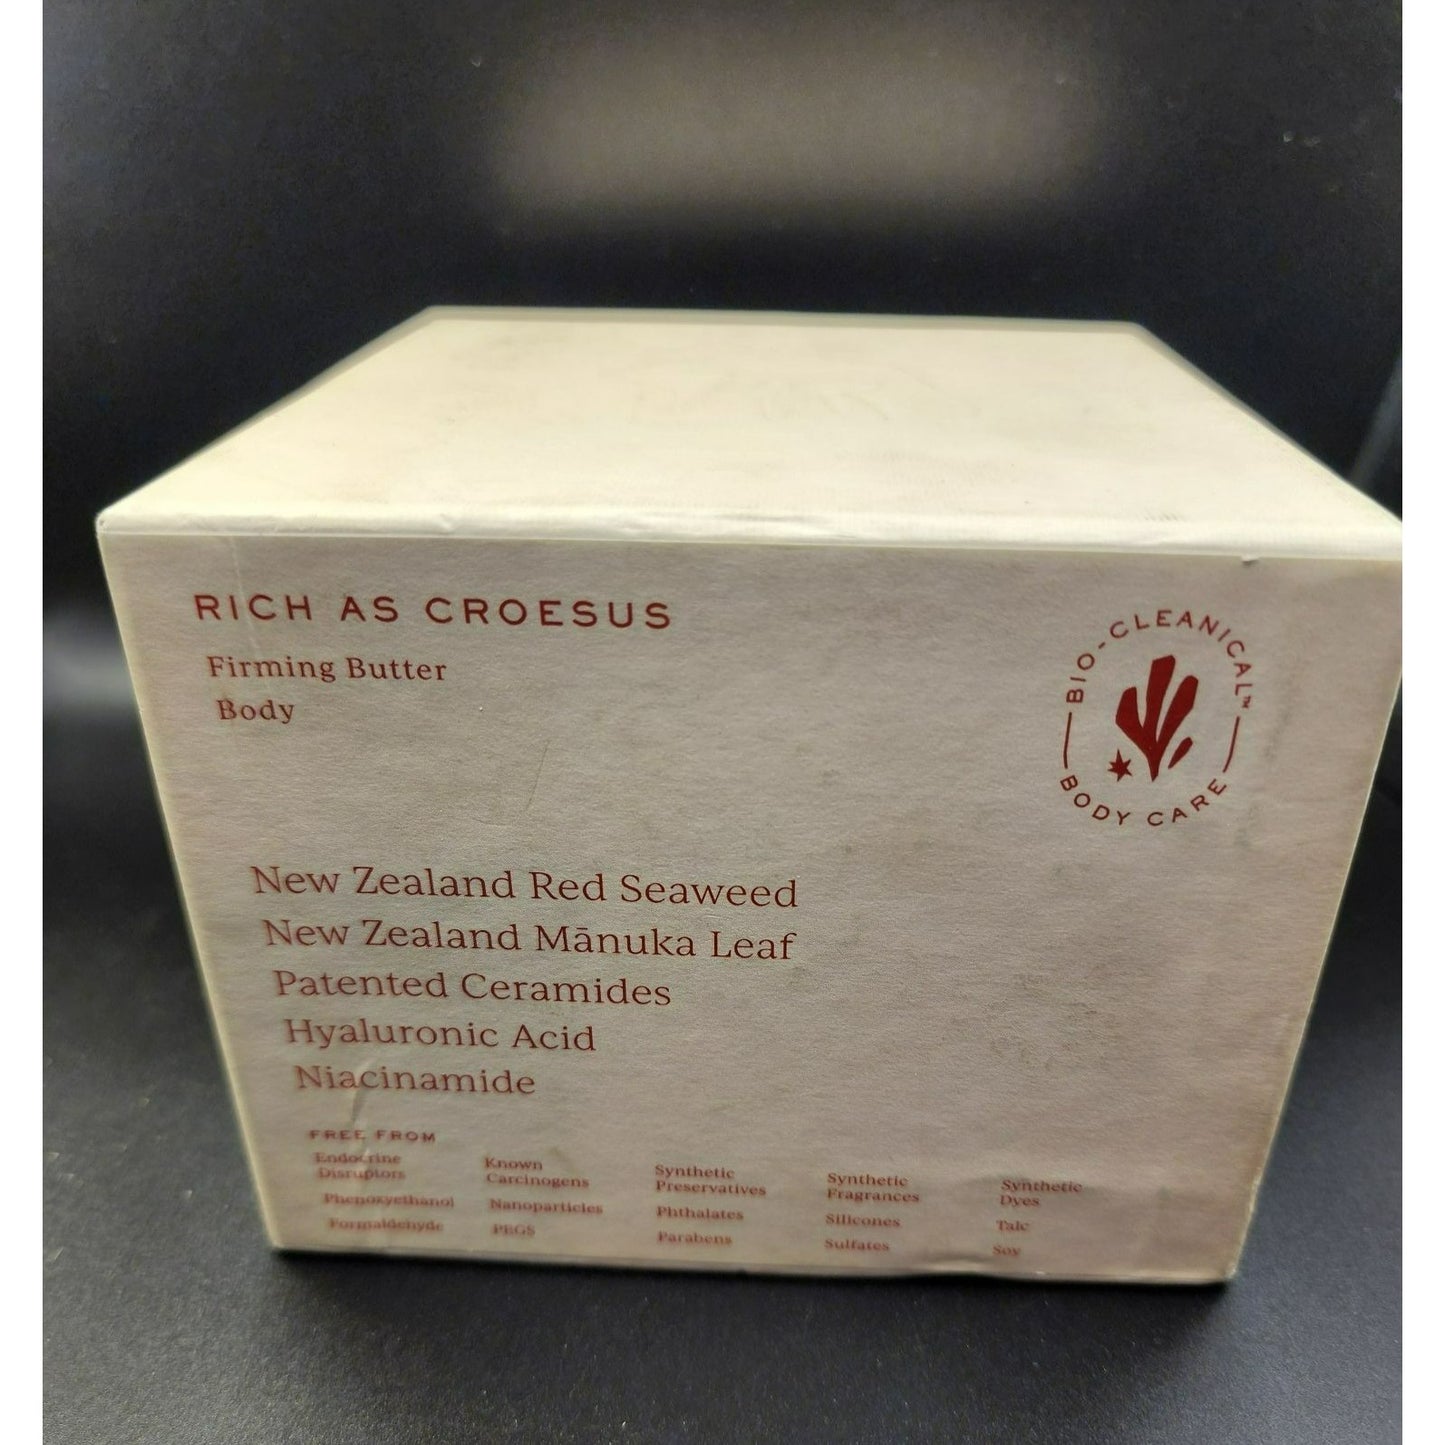 RICH AS CROESUS
Firming Butter
Body
BIO-CLEANICAL™
BODY CARE
New Zealand Red Seaweed
New Zealand Mānuka Leaf
Patented Ceramides
Hyaluronic Acid
Niacinamide
FREE FROM
Endocrine
Disruptors
Phenoxyethanol
Formaldehyde
Known
Carcinogens
Nanoparticles
PEGS
Synthetic
Preservatives
Phthalates
Parabens
Synthetic
Fragrances
Silicones
Sulfates
Synthetic
Dyes
Talc
Soy